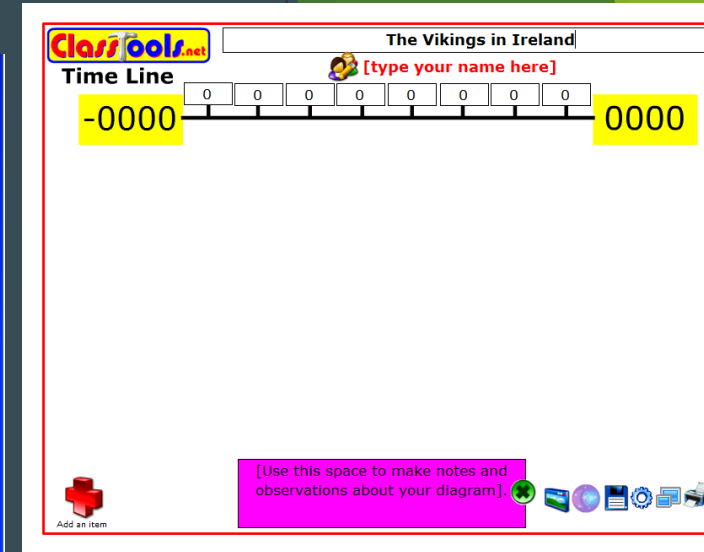 ClassTools.net
The Vikings in Ireland
Time Line
[type your name here]
0 0 0 0 0 0 0 0
-0000
0000
[Use this space to make notes and
observations about your diagram].
Add an item